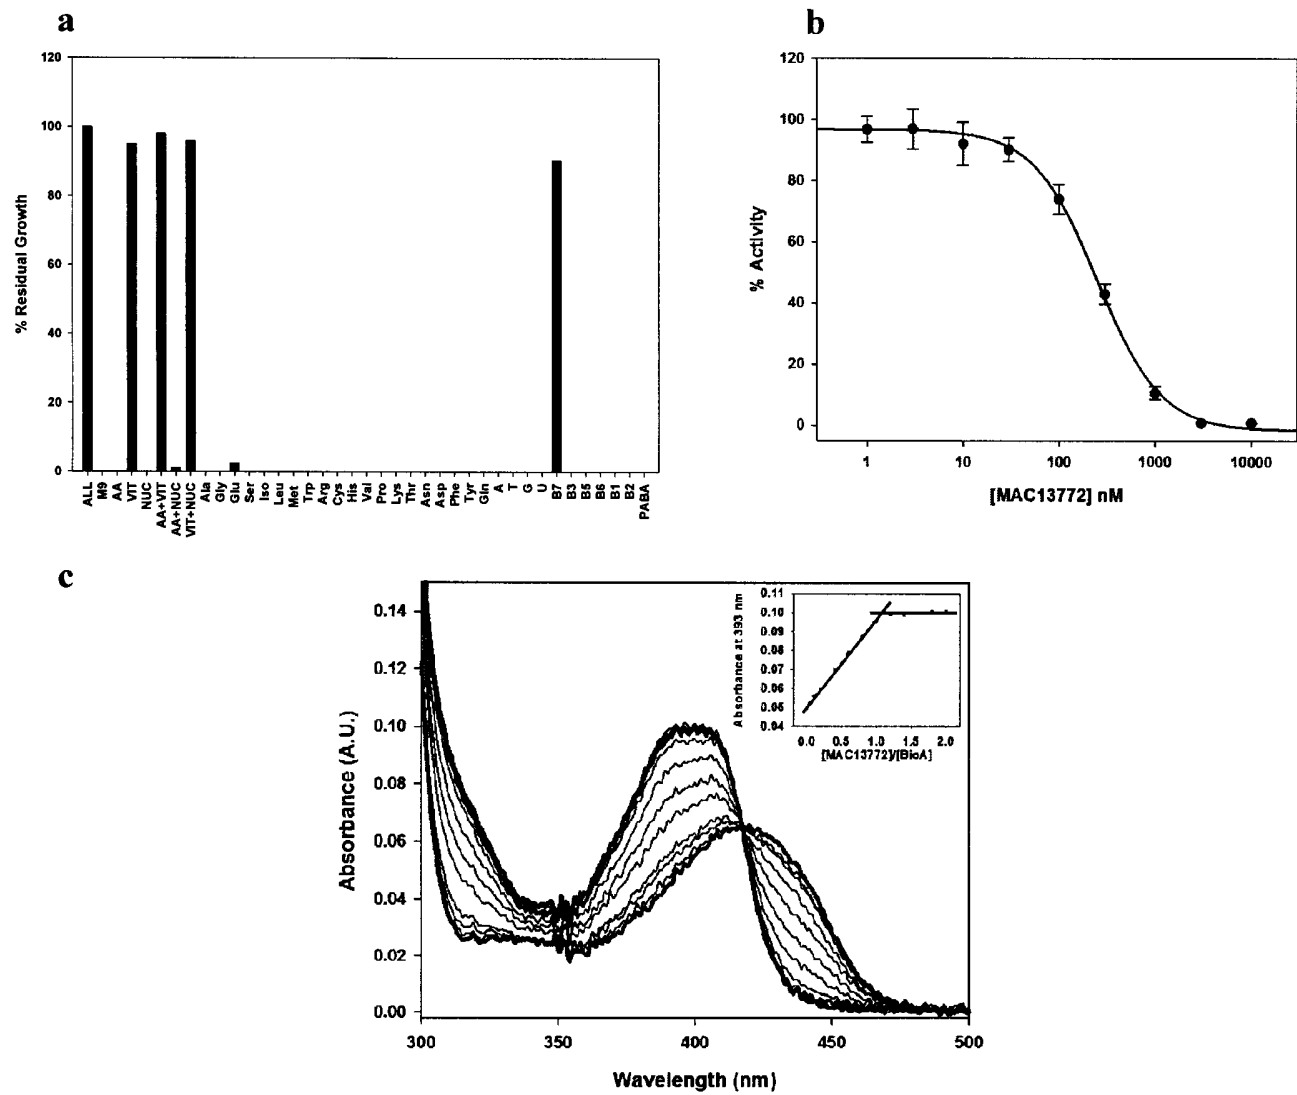 a
120
100
80
60
40
20
0
% Residual Growth
ALL
M9
AA
VIT
NUC
AA+VIT
AA+NUC
VIT+NUC
Ala
Gly
Glu
Ser
Iso
Leu
Met
Trp
Arg
Cys
His
Val
Pro
Lys
Thr
Asn
Asp
Phe
Tyr
Gln
A
T
G
U
B7
B3
B5
B6
B1
B2
PABA
b
120
100
80
60
40
20
0
% Activity
1
10
100
1000
10000
[MAC13772] nM
c
0.14
0.12
0.10
0.08
0.06
0.04
0.02
0.00
Absorbance (A.U.)
300
350
400
450
500
Wavelength (nm)
0.11
0.10
0.09
0.08
0.07
0.06
0.05
0.04
Absorbance at 393 nm
0.0
0.5
1.0
1.5
2.0
[MAC13772]/[BioA]